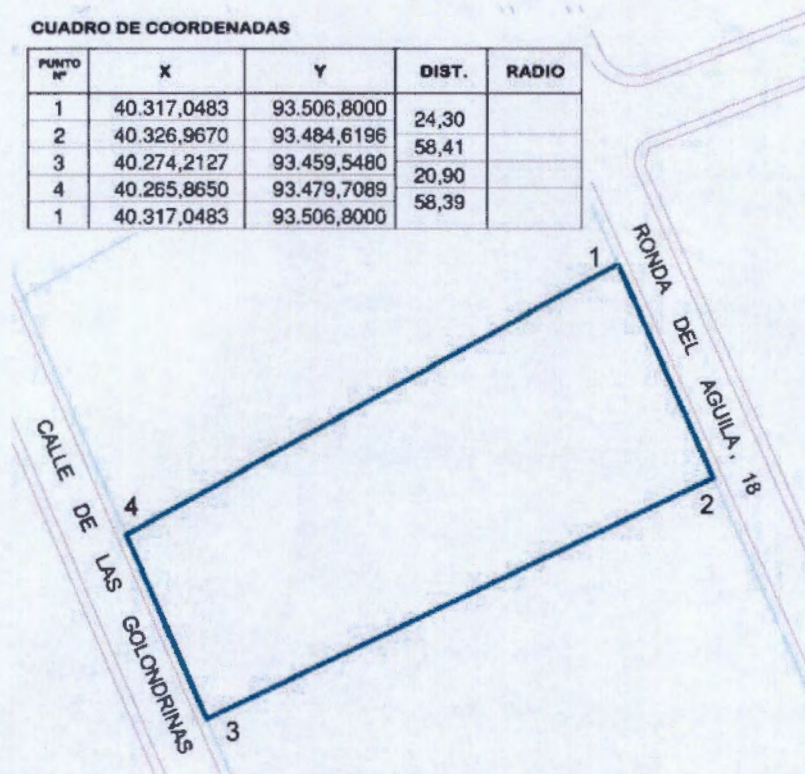 CUADRO DE COORDENADAS
PUNTO Nº X Y DIST. RADIO
1 40.317,0483 93.506,8000
24,30
2 40.326,9670 93.484,6196
58,41
3 40.274,2127 93.459,5480
20,90
4 40.265,8650 93.479,7089
58,39
1 40.317,0483 93.506,8000
1
RONDA DEL AGUILA, 18
2
4
CALLE DE LAS GOLONDRINAS
3